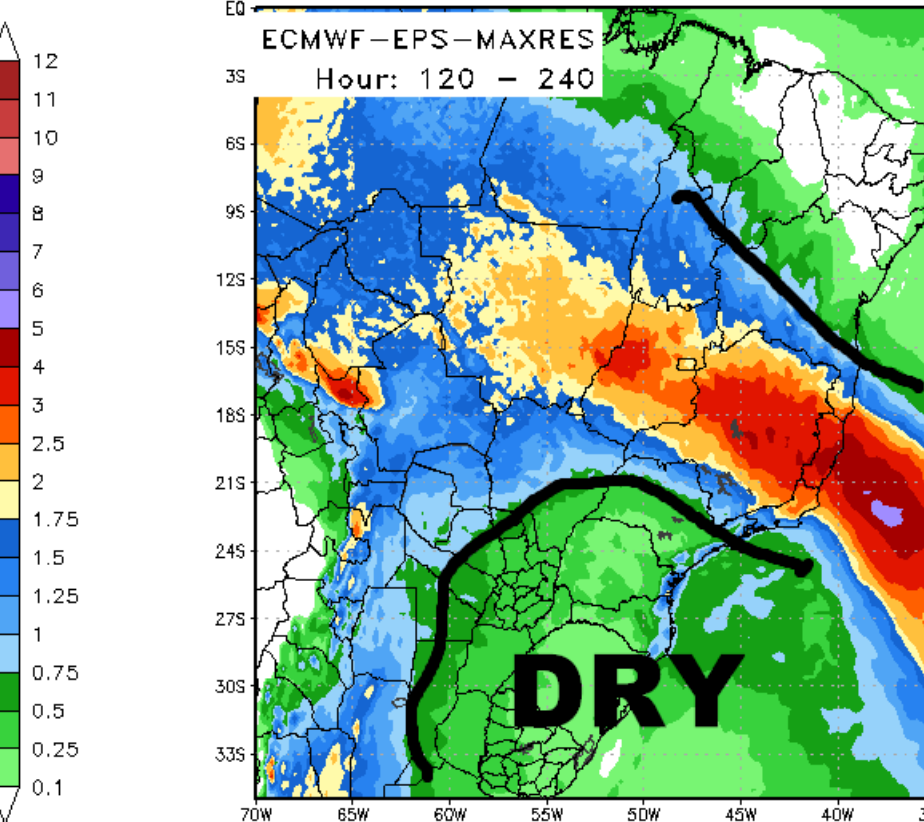 ECMWF-EPS-MAXRES
Hour: 120 - 240
12
11
10
9
8
7
6
5
4
3
2.5
2
1.75
1.5
1.25
1
0.75
0.5
0.25
0.1
EQ
3S
6S
9S
12S
15S
18S
21S
24S
27S
30S
33S
DRY
70W 65W 60W 55W 50W 45W 40W